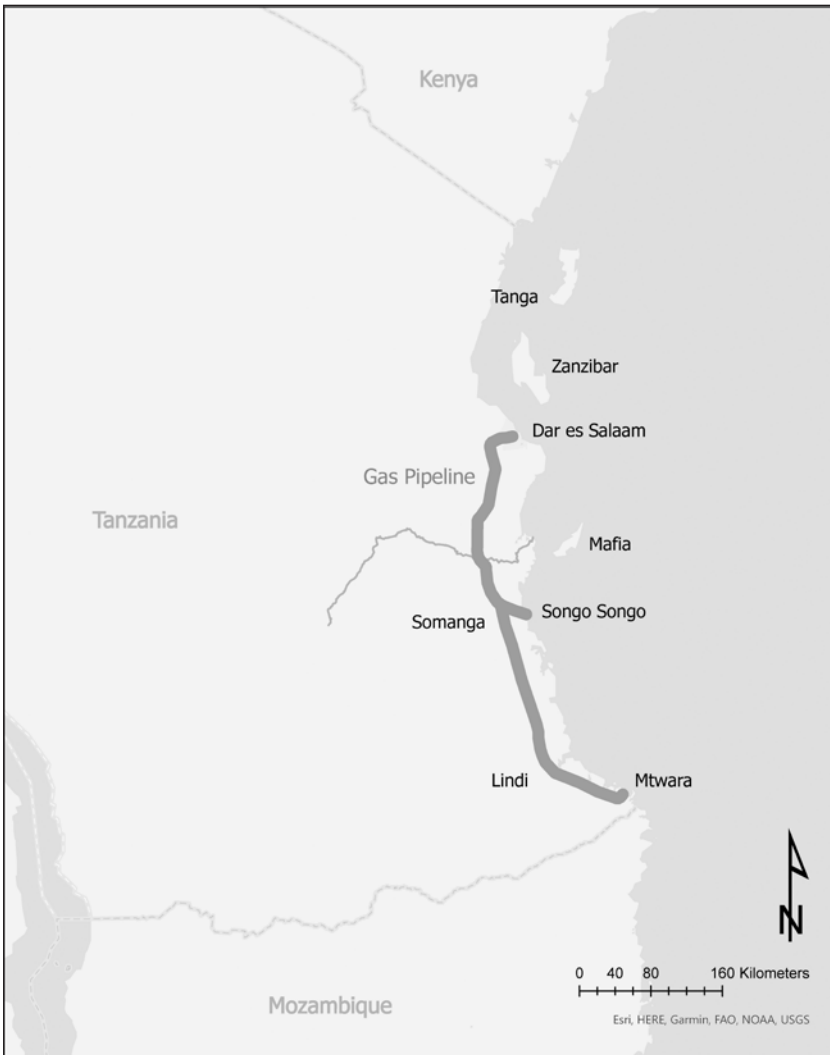 Kenya
Tanga
Zanzibar
Dar es Salaam
Gas Pipeline
Tanzania
Mafia
Songo Songo
Somanga
Lindi
Mtwara
N
0 40 80 160 Kilometers
Mozambique
Esri, HERE, Garmin, FAO, NOAA, USGS